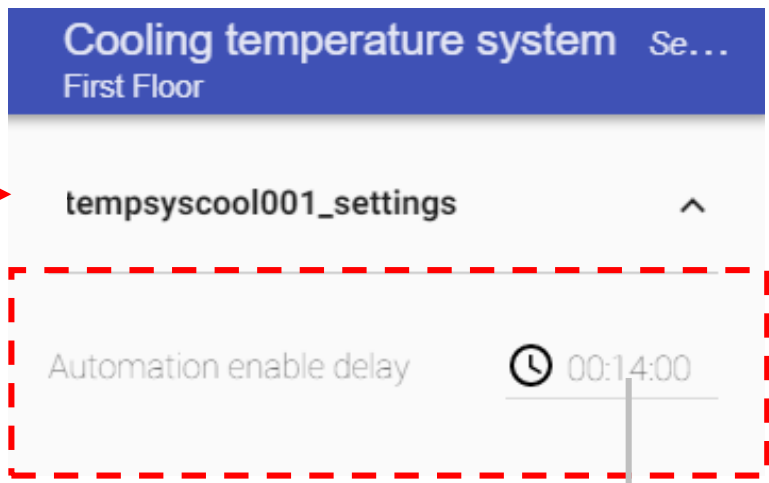 Cooling temperature system Se...
First Floor
tempsyscool001_settings
Automation enable delay 00:14:00